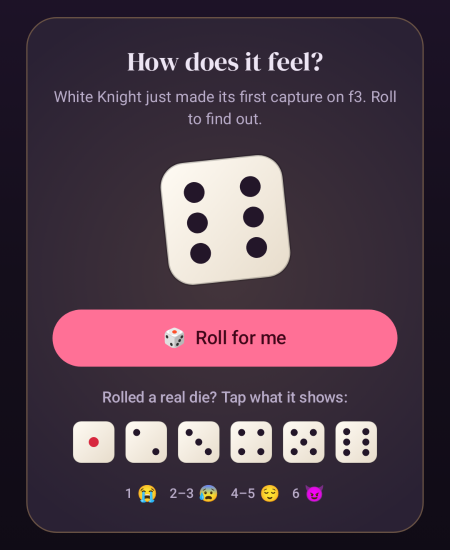 How does it feel?
White Knight just made its first capture on f3. Roll
to find out.
🎲 Roll for me
Rolled a real die? Tap what it shows:
1 😭 2–3 😰 4–5 😌 6 😈